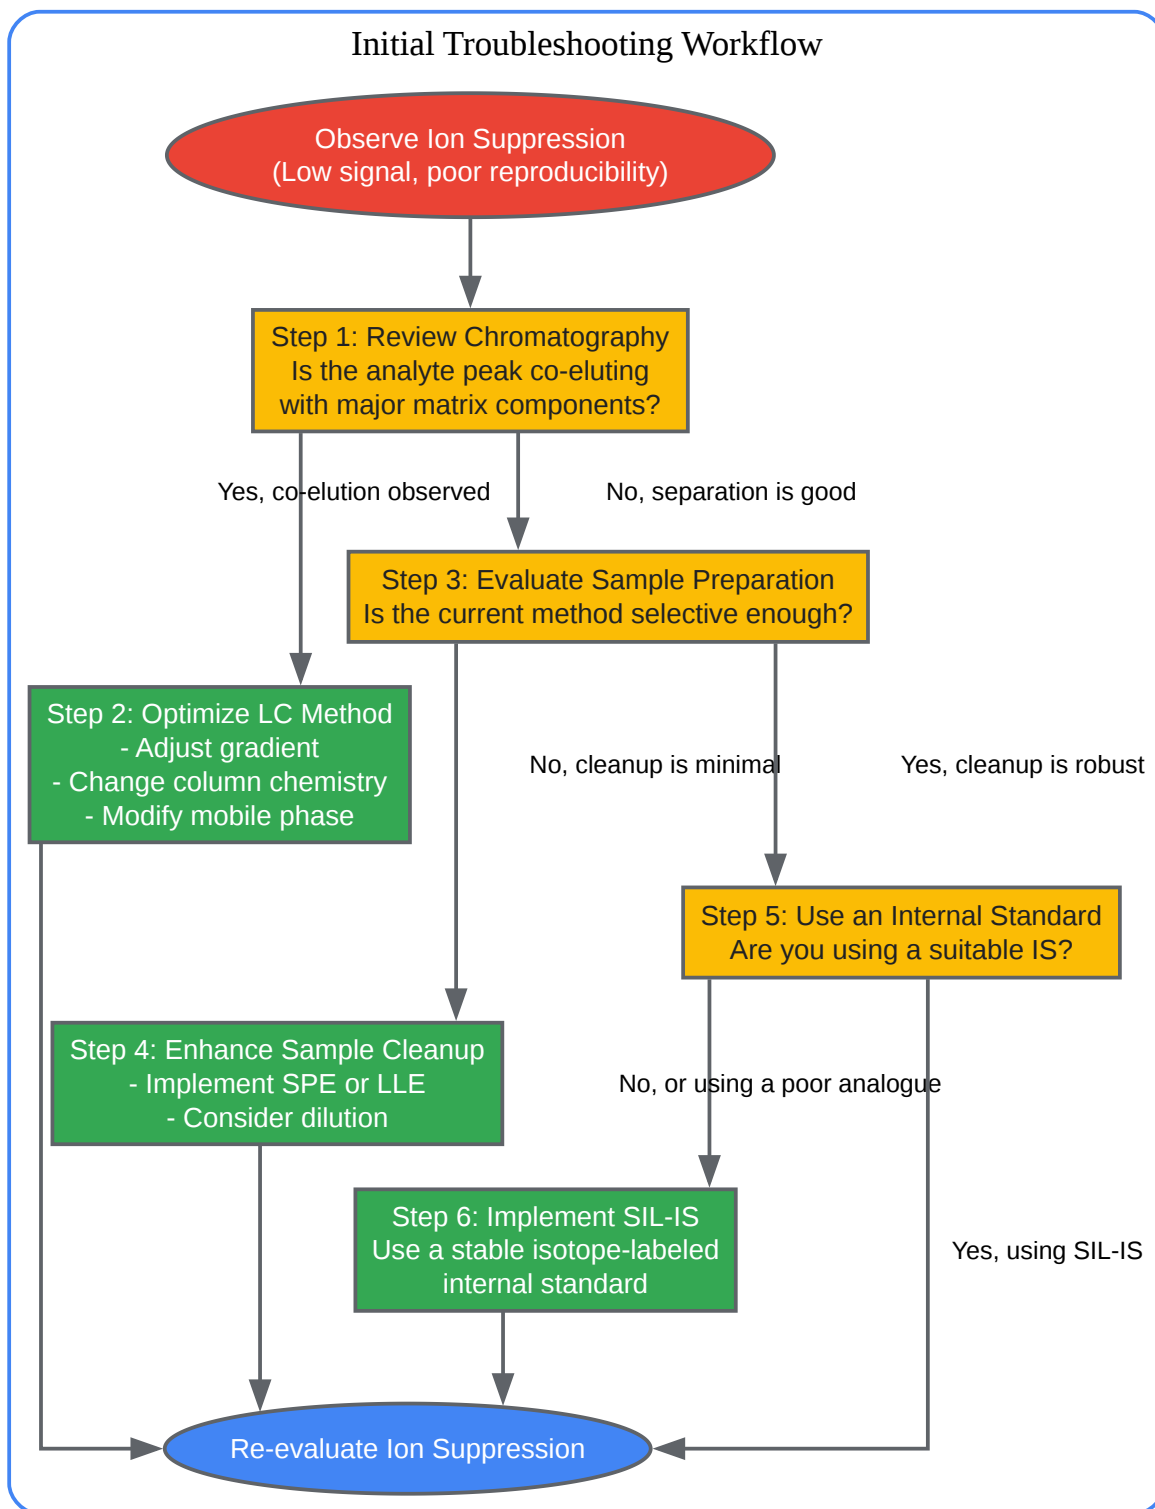 Initial Troubleshooting Workflow
Observe Ion Suppression
(Low signal, poor reproducibility)
Step 1: Review Chromatography
Is the analyte peak co-eluting
with major matrix components?
Yes, co-elution observed
No, separation is good
Step 3: Evaluate Sample Preparation
Is the current method selective enough?
Step 2: Optimize LC Method
- Adjust gradient
- Change column chemistry
- Modify mobile phase
No, cleanup is minimal
Yes, cleanup is robust
Step 5: Use an Internal Standard
Are you using a suitable IS?
Step 4: Enhance Sample Cleanup
- Implement SPE or LLE
- Consider dilution
No, or using a poor analogue
Step 6: Implement SIL-IS
Use a stable isotope-labeled
internal standard
Yes, using SIL-IS
Re-evaluate Ion Suppression